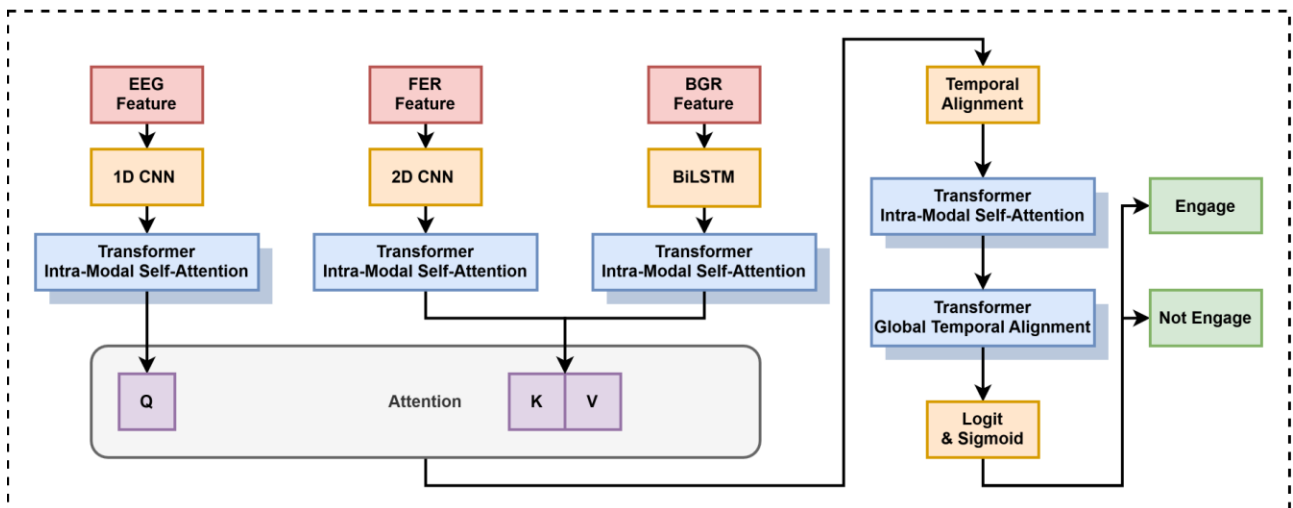 EEG
Feature
FER
Feature
BGR
Feature
1D CNN
2D CNN
BiLSTM
Transformer
Intra-Modal Self-Attention
Transformer
Intra-Modal Self-Attention
Transformer
Intra-Modal Self-Attention
Q
Attention
K
V
Temporal
Alignment
Transformer
Intra-Modal Self-Attention
Transformer
Global Temporal Alignment
Logit
& Sigmoid
Engage
Not Engage